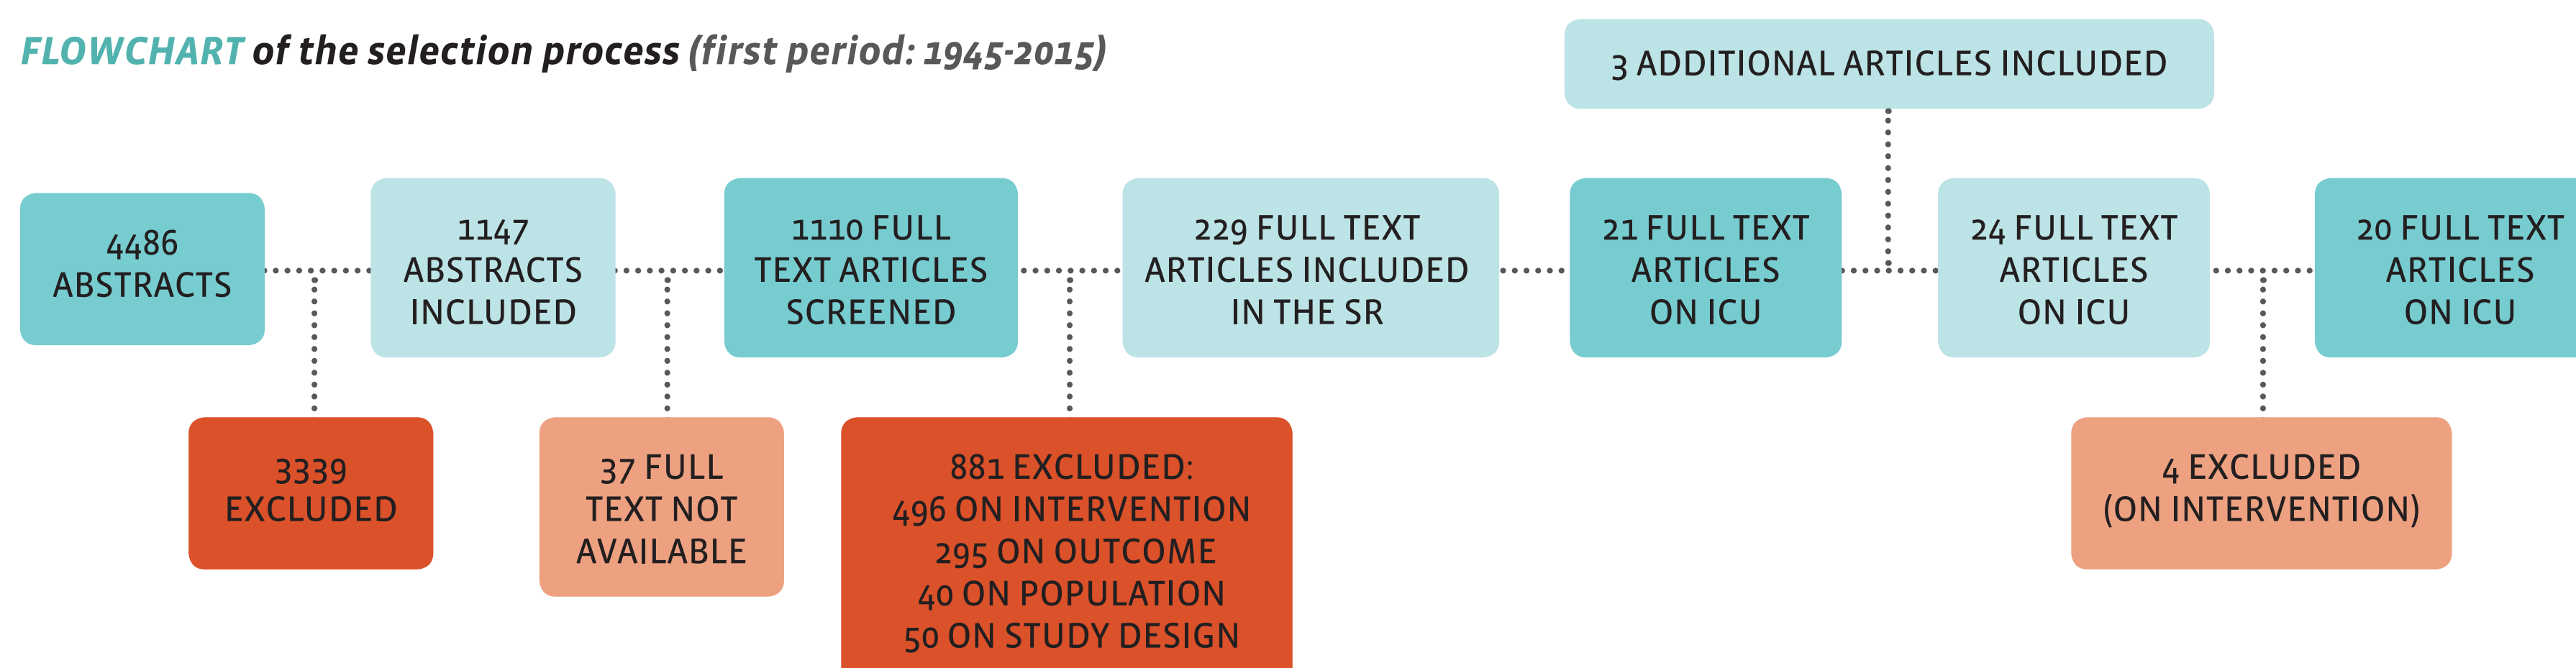 FLOWCHART of the selection process (first period: 1945-2015)
3 ADDITIONAL ARTICLES INCLUDED
4486
ABSTRACTS
1147
ABSTRACTS
INCLUDED
1110 FULL
TEXT ARTICLES
SCREENED
229 FULL TEXT
ARTICLES INCLUDED
IN THE SR
21 FULL TEXT
ARTICLES
ON ICU
24 FULL TEXT
ARTICLES
ON ICU
20 FULL TEXT
ARTICLES
ON ICU
3339
EXCLUDED
37 FULL
TEXT NOT
AVAILABLE
881 EXCLUDED:
496 ON INTERVENTION
295 ON OUTCOME
40 ON POPULATION
50 ON STUDY DESIGN
4 EXCLUDED
(ON INTERVENTION)